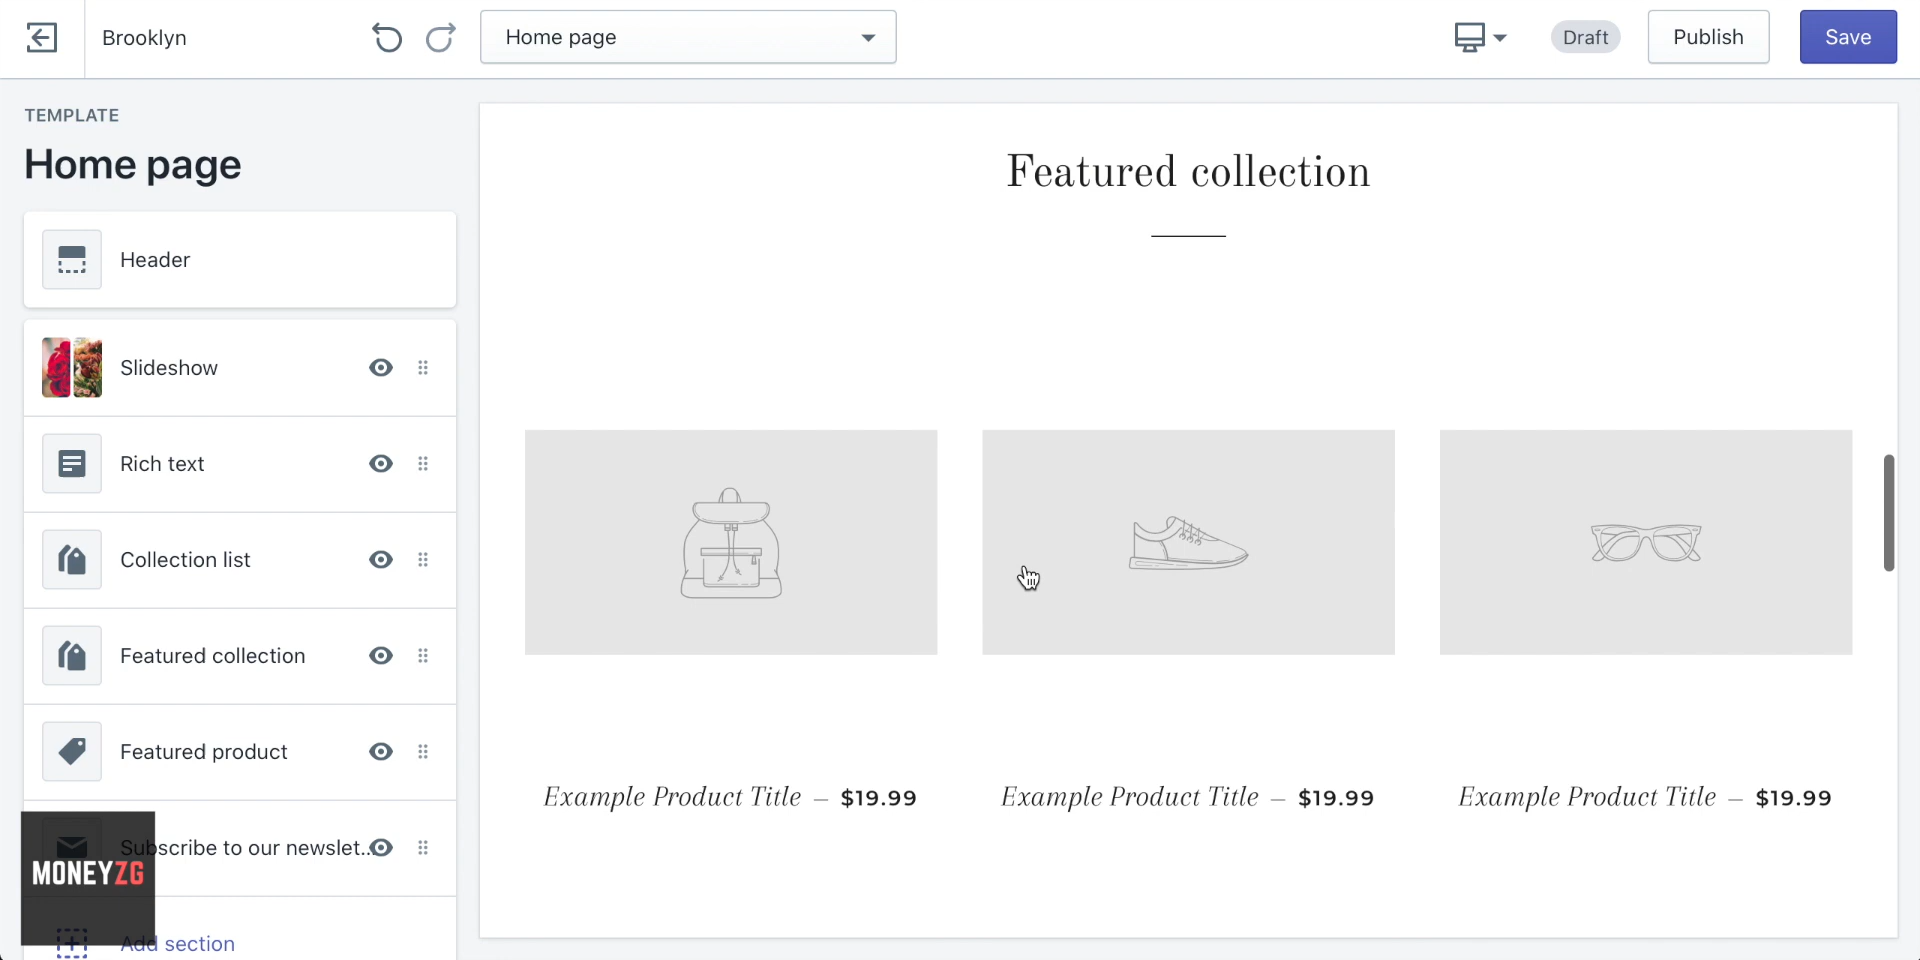 Brooklyn
Home page
Draft
Publish
Save
TEMPLATE
Home page
Header
Slideshow
Rich text
Collection list
Featured collection
Featured product
Subscribe to our newslet...
Add section
MONEYZG
Featured collection
Example Product Title – $19.99
Example Product Title – $19.99
Example Product Title – $19.99